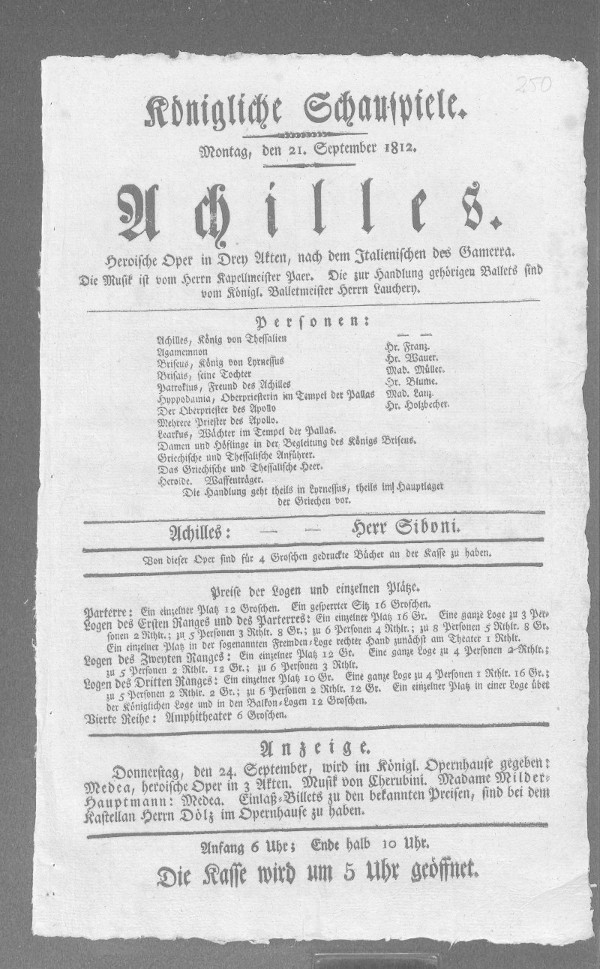 250
Königliche Schauspiele.
Montag, den 21. September 1812.
Achilles.
Heroische Oper in Drey Akten, nach dem Italienischen des Gamerra.
Die Musik ist vom Herrn Kapellmeister Paer. Die zur Handlung gehörigen Ballets sind
vom Königl. Balletmeister Herrn Lauchery.
Personen:
Achilles, König von Thessalien — —
Agamemnon Hr. Franz.
Briseus, König von Lyrnessus Hr. Wauer.
Brisais, seine Tochter Mad. Müller.
Patroklus, Freund des Achilles Hr. Blume.
Hyppodamia, Oberpriesterin im Tempel der Pallas Mad. Lanz.
Der Oberpriester des Apollo Hr. Holzbecher.
Mehrere Priester des Apollo.
Learkus, Wächter im Tempel der Pallas.
Damen und Höflinge in der Begleitung des Königs Briseus.
Griechische und Thessalische Anführer.
Das Griechische und Thessalische Heer.
Herolde. Waffenträger.
Die Handlung geht theils in Lyrnessus, theils im Hauptlager
der Griechen vor.
Achilles: — — Herr Siboni.
Von dieser Oper sind für 4 Groschen gedruckte Bücher an der Kasse zu haben.
Preise der Logen und einzelnen Plätze.
Parterre: Ein einzelner Platz 12 Groschen. Ein gesperrter Sitz 16 Groschen.
Logen des Ersten Ranges und des Parterres: Ein einzelner Platz 16 Gr. Eine ganze Loge zu 3 Per-
sonen 2 Rthlr.; zu 5 Personen 3 Rthlr. 8 Gr.; zu 6 Personen 4 Rthlr.; zu 8 Personen 5 Rthlr. 8 Gr.
Ein einzelner Platz in der sogenannten Fremden-Loge rechter Hand zunächst am Theater 1 Rthlr.
Logen des Zweyten Ranges: Ein einzelner Platz 12 Gr. Eine ganze Loge zu 4 Personen 2 Rthlr.;
zu 5 Personen 2 Rthlr. 12 Gr.; zu 6 Personen 3 Rthlr.
Logen des Dritten Ranges: Ein einzelner Platz 10 Gr. Eine ganze Loge zu 4 Personen 1 Rthlr. 16 Gr.;
zu 5 Personen 2 Rthlr. 2 Gr.; zu 6 Personen 2 Rthlr. 12 Gr. Ein einzelner Platz in einer Loge über
der Königlichen Loge und in den Balkon-Logen 12 Groschen.
Vierte Reihe: Amphitheater 6 Groschen.
Anzeige.
Donnerstag, den 24. September, wird im Königl. Opernhause gegeben:
Medea, heroische Oper in 3 Akten. Musik von Cherubini. Madame Milder-
Hauptmann: Medea. Einlaß-Billets zu den bekannten Preisen, sind bei dem
Kastellan Herrn Dölz im Opernhause zu haben.
Anfang 6 Uhr; Ende halb 10 Uhr.
Die Kasse wird um 5 Uhr geöffnet.